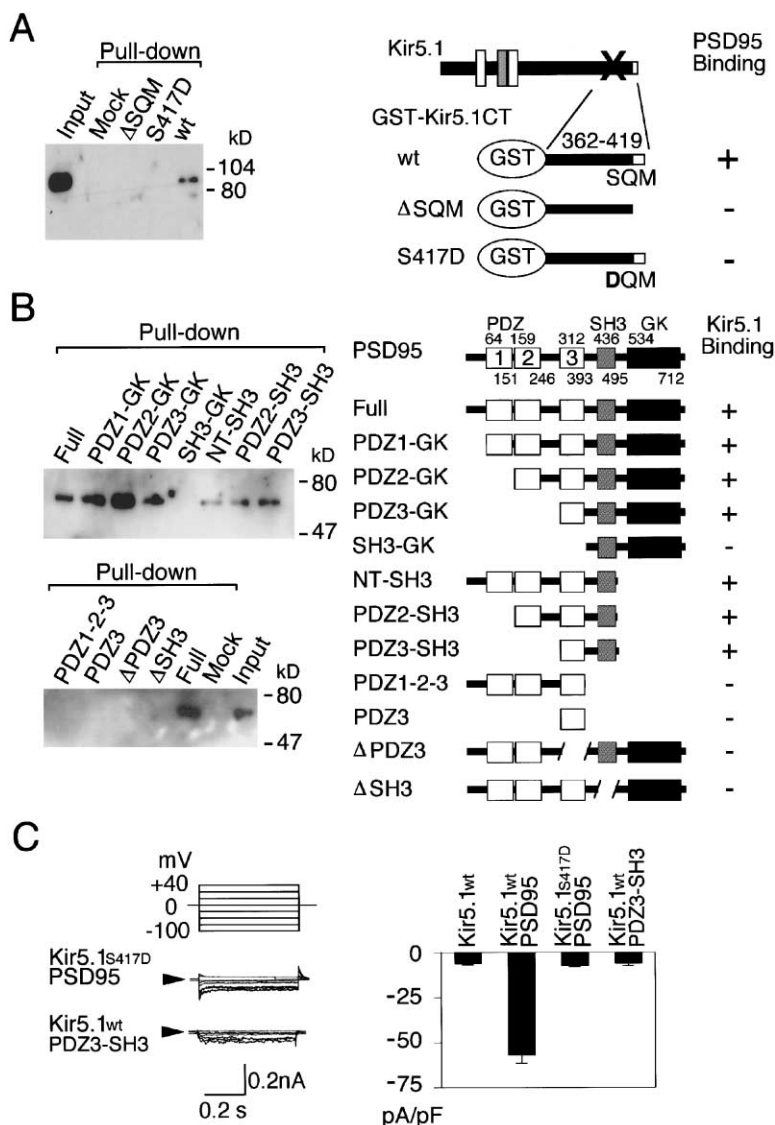 A
Pull-down
Input
Mock
ΔSQM
S417D
wt
kD
-104
-80
Kir5.1
PSD95
Binding
GST-Kir5.1CT
362-419
wt
GST
SQM
+
ΔSQM
GST
-
S417D
GST
DQM
-
B
Pull-down
Full
PDZ1-GK
PDZ2-GK
PDZ3-GK
SH3-GK
NT-SH3
PDZ2-SH3
PDZ3-SH3
kD
-80
-47
Pull-down
PDZ1-2-3
PDZ3
ΔPDZ3
ΔSH3
Full
Mock
Input
kD
-80
-47
PDZ SH3 GK
Kir5.1
Binding
64 159 312 436 534
PSD95
1 2 3
151 246 393 495 712
Full +
PDZ1-GK +
PDZ2-GK +
PDZ3-GK +
SH3-GK -
NT-SH3 +
PDZ2-SH3 +
PDZ3-SH3 +
PDZ1-2-3 -
PDZ3 -
ΔPDZ3 -
ΔSH3 -
C
mV
+40
0
-100
Kir5.1S417D
PSD95
Kir5.1wt
PDZ3-SH3
0.2nA
0.2 s
Kir5.1wt
Kir5.1wt
PSD95
Kir5.1S417D
PSD95
Kir5.1wt
PDZ3-SH3
0
-25
-50
-75
pA/pF